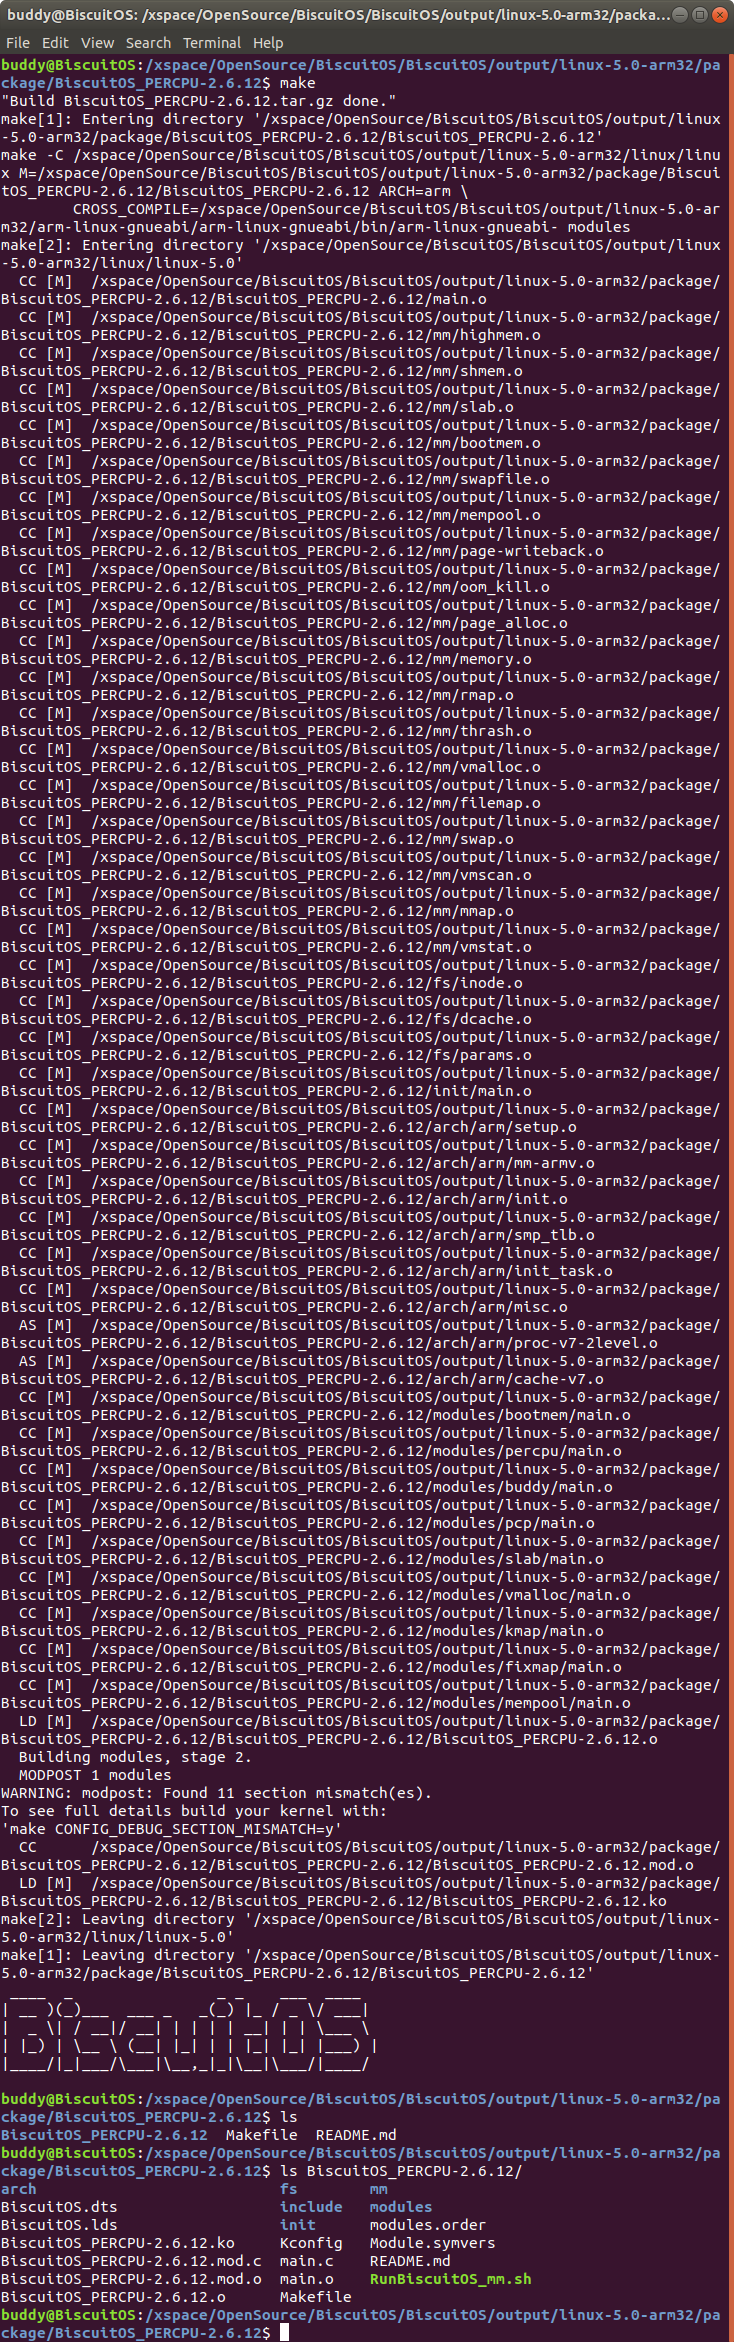 buddy@BiscuitOS: /xspace/OpenSource/BiscuitOS/BiscuitOS/output/linux-5.0-arm32/packa...
File Edit View Search Terminal Help
buddy@BiscuitOS:/xspace/OpenSource/BiscuitOS/BiscuitOS/output/linux-5.0-arm32/pa
ckage/BiscuitOS_PERCPU-2.6.12$ make
"Build BiscuitOS_PERCPU-2.6.12.tar.gz done."
make[1]: Entering directory '/xspace/OpenSource/BiscuitOS/BiscuitOS/output/linux
-5.0-arm32/package/BiscuitOS_PERCPU-2.6.12/BiscuitOS_PERCPU-2.6.12'
make -C /xspace/OpenSource/BiscuitOS/BiscuitOS/output/linux-5.0-arm32/linux/linu
x M=/xspace/OpenSource/BiscuitOS/BiscuitOS/output/linux-5.0-arm32/package/Biscui
tOS_PERCPU-2.6.12/BiscuitOS_PERCPU-2.6.12 ARCH=arm \
        CROSS_COMPILE=/xspace/OpenSource/BiscuitOS/BiscuitOS/output/linux-5.0-ar
m32/arm-linux-gnueabi/arm-linux-gnueabi/bin/arm-linux-gnueabi- modules
make[2]: Entering directory '/xspace/OpenSource/BiscuitOS/BiscuitOS/output/linux
-5.0-arm32/linux/linux-5.0'
  CC [M]  /xspace/OpenSource/BiscuitOS/BiscuitOS/output/linux-5.0-arm32/package/
BiscuitOS_PERCPU-2.6.12/BiscuitOS_PERCPU-2.6.12/main.o
  CC [M]  /xspace/OpenSource/BiscuitOS/BiscuitOS/output/linux-5.0-arm32/package/
BiscuitOS_PERCPU-2.6.12/BiscuitOS_PERCPU-2.6.12/mm/highmem.o
  CC [M]  /xspace/OpenSource/BiscuitOS/BiscuitOS/output/linux-5.0-arm32/package/
BiscuitOS_PERCPU-2.6.12/BiscuitOS_PERCPU-2.6.12/mm/shmem.o
  CC [M]  /xspace/OpenSource/BiscuitOS/BiscuitOS/output/linux-5.0-arm32/package/
BiscuitOS_PERCPU-2.6.12/BiscuitOS_PERCPU-2.6.12/mm/slab.o
  CC [M]  /xspace/OpenSource/BiscuitOS/BiscuitOS/output/linux-5.0-arm32/package/
BiscuitOS_PERCPU-2.6.12/BiscuitOS_PERCPU-2.6.12/mm/bootmem.o
  CC [M]  /xspace/OpenSource/BiscuitOS/BiscuitOS/output/linux-5.0-arm32/package/
BiscuitOS_PERCPU-2.6.12/BiscuitOS_PERCPU-2.6.12/mm/swapfile.o
  CC [M]  /xspace/OpenSource/BiscuitOS/BiscuitOS/output/linux-5.0-arm32/package/
BiscuitOS_PERCPU-2.6.12/BiscuitOS_PERCPU-2.6.12/mm/mempool.o
  CC [M]  /xspace/OpenSource/BiscuitOS/BiscuitOS/output/linux-5.0-arm32/package/
BiscuitOS_PERCPU-2.6.12/BiscuitOS_PERCPU-2.6.12/mm/page-writeback.o
  CC [M]  /xspace/OpenSource/BiscuitOS/BiscuitOS/output/linux-5.0-arm32/package/
BiscuitOS_PERCPU-2.6.12/BiscuitOS_PERCPU-2.6.12/mm/oom_kill.o
  CC [M]  /xspace/OpenSource/BiscuitOS/BiscuitOS/output/linux-5.0-arm32/package/
BiscuitOS_PERCPU-2.6.12/BiscuitOS_PERCPU-2.6.12/mm/page_alloc.o
  CC [M]  /xspace/OpenSource/BiscuitOS/BiscuitOS/output/linux-5.0-arm32/package/
BiscuitOS_PERCPU-2.6.12/BiscuitOS_PERCPU-2.6.12/mm/memory.o
  CC [M]  /xspace/OpenSource/BiscuitOS/BiscuitOS/output/linux-5.0-arm32/package/
BiscuitOS_PERCPU-2.6.12/BiscuitOS_PERCPU-2.6.12/mm/rmap.o
  CC [M]  /xspace/OpenSource/BiscuitOS/BiscuitOS/output/linux-5.0-arm32/package/
BiscuitOS_PERCPU-2.6.12/BiscuitOS_PERCPU-2.6.12/mm/thrash.o
  CC [M]  /xspace/OpenSource/BiscuitOS/BiscuitOS/output/linux-5.0-arm32/package/
BiscuitOS_PERCPU-2.6.12/BiscuitOS_PERCPU-2.6.12/mm/vmalloc.o
  CC [M]  /xspace/OpenSource/BiscuitOS/BiscuitOS/output/linux-5.0-arm32/package/
BiscuitOS_PERCPU-2.6.12/BiscuitOS_PERCPU-2.6.12/mm/filemap.o
  CC [M]  /xspace/OpenSource/BiscuitOS/BiscuitOS/output/linux-5.0-arm32/package/
BiscuitOS_PERCPU-2.6.12/BiscuitOS_PERCPU-2.6.12/mm/swap.o
  CC [M]  /xspace/OpenSource/BiscuitOS/BiscuitOS/output/linux-5.0-arm32/package/
BiscuitOS_PERCPU-2.6.12/BiscuitOS_PERCPU-2.6.12/mm/vmscan.o
  CC [M]  /xspace/OpenSource/BiscuitOS/BiscuitOS/output/linux-5.0-arm32/package/
BiscuitOS_PERCPU-2.6.12/BiscuitOS_PERCPU-2.6.12/mm/mmap.o
  CC [M]  /xspace/OpenSource/BiscuitOS/BiscuitOS/output/linux-5.0-arm32/package/
BiscuitOS_PERCPU-2.6.12/BiscuitOS_PERCPU-2.6.12/mm/vmstat.o
  CC [M]  /xspace/OpenSource/BiscuitOS/BiscuitOS/output/linux-5.0-arm32/package/
BiscuitOS_PERCPU-2.6.12/BiscuitOS_PERCPU-2.6.12/fs/inode.o
  CC [M]  /xspace/OpenSource/BiscuitOS/BiscuitOS/output/linux-5.0-arm32/package/
BiscuitOS_PERCPU-2.6.12/BiscuitOS_PERCPU-2.6.12/fs/dcache.o
  CC [M]  /xspace/OpenSource/BiscuitOS/BiscuitOS/output/linux-5.0-arm32/package/
BiscuitOS_PERCPU-2.6.12/BiscuitOS_PERCPU-2.6.12/fs/params.o
  CC [M]  /xspace/OpenSource/BiscuitOS/BiscuitOS/output/linux-5.0-arm32/package/
BiscuitOS_PERCPU-2.6.12/BiscuitOS_PERCPU-2.6.12/init/main.o
  CC [M]  /xspace/OpenSource/BiscuitOS/BiscuitOS/output/linux-5.0-arm32/package/
BiscuitOS_PERCPU-2.6.12/BiscuitOS_PERCPU-2.6.12/arch/arm/setup.o
  CC [M]  /xspace/OpenSource/BiscuitOS/BiscuitOS/output/linux-5.0-arm32/package/
BiscuitOS_PERCPU-2.6.12/BiscuitOS_PERCPU-2.6.12/arch/arm/mm-armv.o
  CC [M]  /xspace/OpenSource/BiscuitOS/BiscuitOS/output/linux-5.0-arm32/package/
BiscuitOS_PERCPU-2.6.12/BiscuitOS_PERCPU-2.6.12/arch/arm/init.o
  CC [M]  /xspace/OpenSource/BiscuitOS/BiscuitOS/output/linux-5.0-arm32/package/
BiscuitOS_PERCPU-2.6.12/BiscuitOS_PERCPU-2.6.12/arch/arm/smp_tlb.o
  CC [M]  /xspace/OpenSource/BiscuitOS/BiscuitOS/output/linux-5.0-arm32/package/
BiscuitOS_PERCPU-2.6.12/BiscuitOS_PERCPU-2.6.12/arch/arm/init_task.o
  CC [M]  /xspace/OpenSource/BiscuitOS/BiscuitOS/output/linux-5.0-arm32/package/
BiscuitOS_PERCPU-2.6.12/BiscuitOS_PERCPU-2.6.12/arch/arm/misc.o
  AS [M]  /xspace/OpenSource/BiscuitOS/BiscuitOS/output/linux-5.0-arm32/package/
BiscuitOS_PERCPU-2.6.12/BiscuitOS_PERCPU-2.6.12/arch/arm/proc-v7-2level.o
  AS [M]  /xspace/OpenSource/BiscuitOS/BiscuitOS/output/linux-5.0-arm32/package/
BiscuitOS_PERCPU-2.6.12/BiscuitOS_PERCPU-2.6.12/arch/arm/cache-v7.o
  CC [M]  /xspace/OpenSource/BiscuitOS/BiscuitOS/output/linux-5.0-arm32/package/
BiscuitOS_PERCPU-2.6.12/BiscuitOS_PERCPU-2.6.12/modules/bootmem/main.o
  CC [M]  /xspace/OpenSource/BiscuitOS/BiscuitOS/output/linux-5.0-arm32/package/
BiscuitOS_PERCPU-2.6.12/BiscuitOS_PERCPU-2.6.12/modules/percpu/main.o
  CC [M]  /xspace/OpenSource/BiscuitOS/BiscuitOS/output/linux-5.0-arm32/package/
BiscuitOS_PERCPU-2.6.12/BiscuitOS_PERCPU-2.6.12/modules/buddy/main.o
  CC [M]  /xspace/OpenSource/BiscuitOS/BiscuitOS/output/linux-5.0-arm32/package/
BiscuitOS_PERCPU-2.6.12/BiscuitOS_PERCPU-2.6.12/modules/pcp/main.o
  CC [M]  /xspace/OpenSource/BiscuitOS/BiscuitOS/output/linux-5.0-arm32/package/
BiscuitOS_PERCPU-2.6.12/BiscuitOS_PERCPU-2.6.12/modules/slab/main.o
  CC [M]  /xspace/OpenSource/BiscuitOS/BiscuitOS/output/linux-5.0-arm32/package/
BiscuitOS_PERCPU-2.6.12/BiscuitOS_PERCPU-2.6.12/modules/vmalloc/main.o
  CC [M]  /xspace/OpenSource/BiscuitOS/BiscuitOS/output/linux-5.0-arm32/package/
BiscuitOS_PERCPU-2.6.12/BiscuitOS_PERCPU-2.6.12/modules/kmap/main.o
  CC [M]  /xspace/OpenSource/BiscuitOS/BiscuitOS/output/linux-5.0-arm32/package/
BiscuitOS_PERCPU-2.6.12/BiscuitOS_PERCPU-2.6.12/modules/fixmap/main.o
  CC [M]  /xspace/OpenSource/BiscuitOS/BiscuitOS/output/linux-5.0-arm32/package/
BiscuitOS_PERCPU-2.6.12/BiscuitOS_PERCPU-2.6.12/modules/mempool/main.o
  LD [M]  /xspace/OpenSource/BiscuitOS/BiscuitOS/output/linux-5.0-arm32/package/
BiscuitOS_PERCPU-2.6.12/BiscuitOS_PERCPU-2.6.12/BiscuitOS_PERCPU-2.6.12.o
  Building modules, stage 2.
  MODPOST 1 modules
WARNING: modpost: Found 11 section mismatch(es).
To see full details build your kernel with:
'make CONFIG_DEBUG_SECTION_MISMATCH=y'
  CC      /xspace/OpenSource/BiscuitOS/BiscuitOS/output/linux-5.0-arm32/package/
BiscuitOS_PERCPU-2.6.12/BiscuitOS_PERCPU-2.6.12/BiscuitOS_PERCPU-2.6.12.mod.o
  LD [M]  /xspace/OpenSource/BiscuitOS/BiscuitOS/output/linux-5.0-arm32/package/
BiscuitOS_PERCPU-2.6.12/BiscuitOS_PERCPU-2.6.12/BiscuitOS_PERCPU-2.6.12.ko
make[2]: Leaving directory '/xspace/OpenSource/BiscuitOS/BiscuitOS/output/linux-
5.0-arm32/linux/linux-5.0'
make[1]: Leaving directory '/xspace/OpenSource/BiscuitOS/BiscuitOS/output/linux-
5.0-arm32/package/BiscuitOS_PERCPU-2.6.12/BiscuitOS_PERCPU-2.6.12'
 ____  _                _ _    ___  ____
| __ )(_)___  ___ _   _(_) |_ / _ \/ ___|
|  _ \| / __|/ __| | | | | __| | | \___ \
| |_) | \__ \ (__| |_| | | |_| |_| |___) |
|____/|_|___/\___|\__,_|_|\__|\___/|____/
buddy@BiscuitOS:/xspace/OpenSource/BiscuitOS/BiscuitOS/output/linux-5.0-arm32/pa
ckage/BiscuitOS_PERCPU-2.6.12$ ls
BiscuitOS_PERCPU-2.6.12  Makefile  README.md
buddy@BiscuitOS:/xspace/OpenSource/BiscuitOS/BiscuitOS/output/linux-5.0-arm32/pa
ckage/BiscuitOS_PERCPU-2.6.12$ ls BiscuitOS_PERCPU-2.6.12/
arch                           fs        mm
BiscuitOS.dts                  include   modules
BiscuitOS.lds                  init      modules.order
BiscuitOS_PERCPU-2.6.12.ko     Kconfig   Module.symvers
BiscuitOS_PERCPU-2.6.12.mod.c  main.c    README.md
BiscuitOS_PERCPU-2.6.12.mod.o  main.o    RunBiscuitOS_mm.sh
BiscuitOS_PERCPU-2.6.12.o      Makefile
buddy@BiscuitOS:/xspace/OpenSource/BiscuitOS/BiscuitOS/output/linux-5.0-arm32/pa
ckage/BiscuitOS_PERCPU-2.6.12$